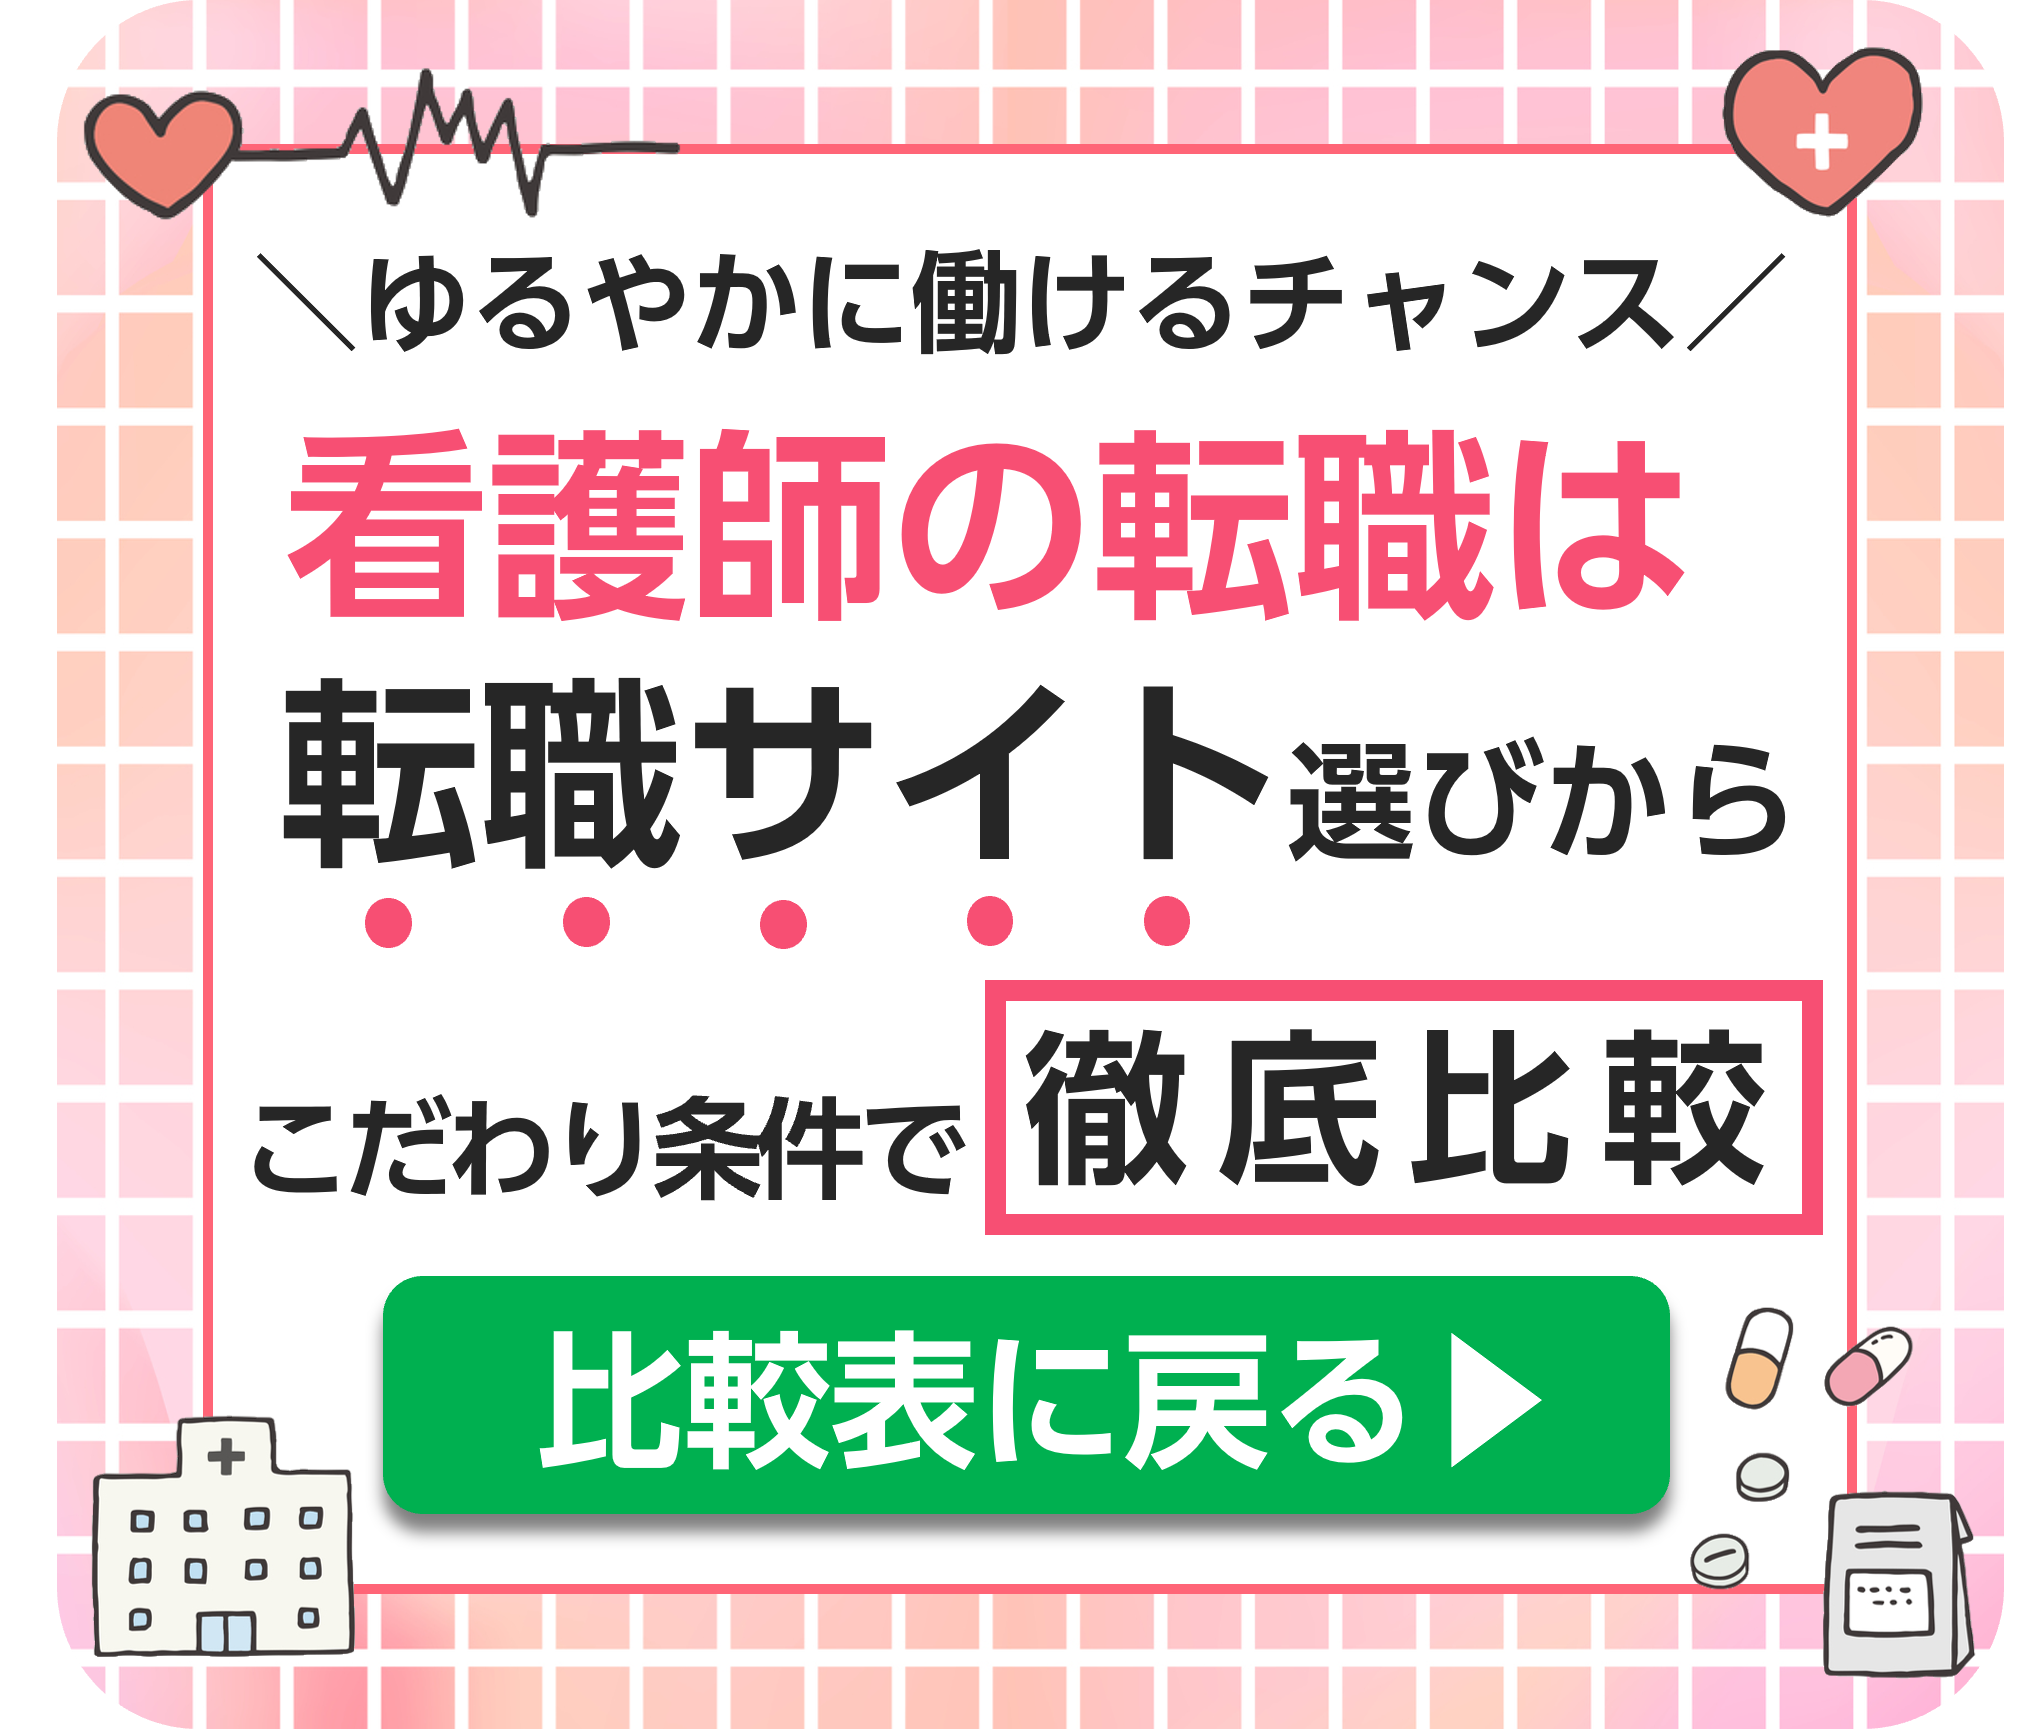 ＼ゆるやかに働けるチャンス／
看護師の転職は
転職サイト選びから
こだわり条件で徹底比較
比較表に戻る▶